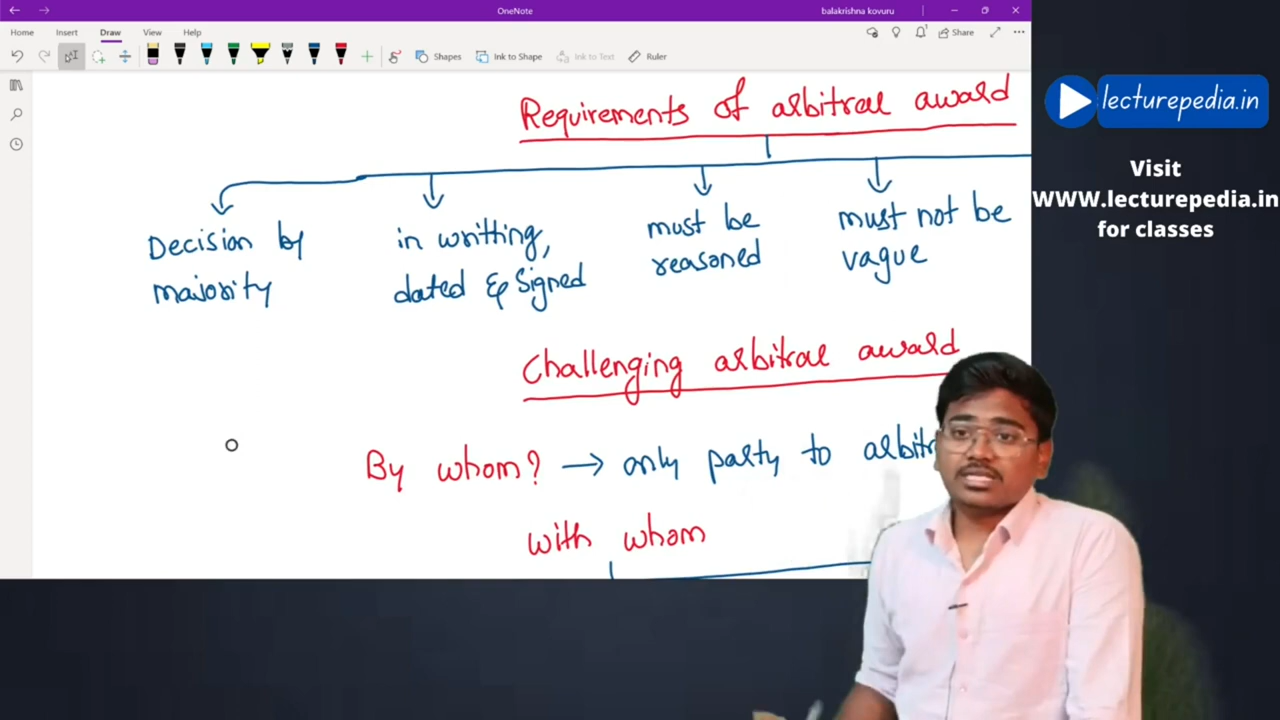 OneNote
balakrishna kovuru
Home Insert Draw View Help
Share
Shapes Ink to Shape Ink to Text Ruler
Requirements of arbitral award
Decision by
majority
in writting,
dated & Signed
must be
reasoned
must not be
vague
Challenging arbitral award
By whom? → only party to arbitr
with whom
lecturepedia.in
Visit
WWW.lecturepedia.in
for classes